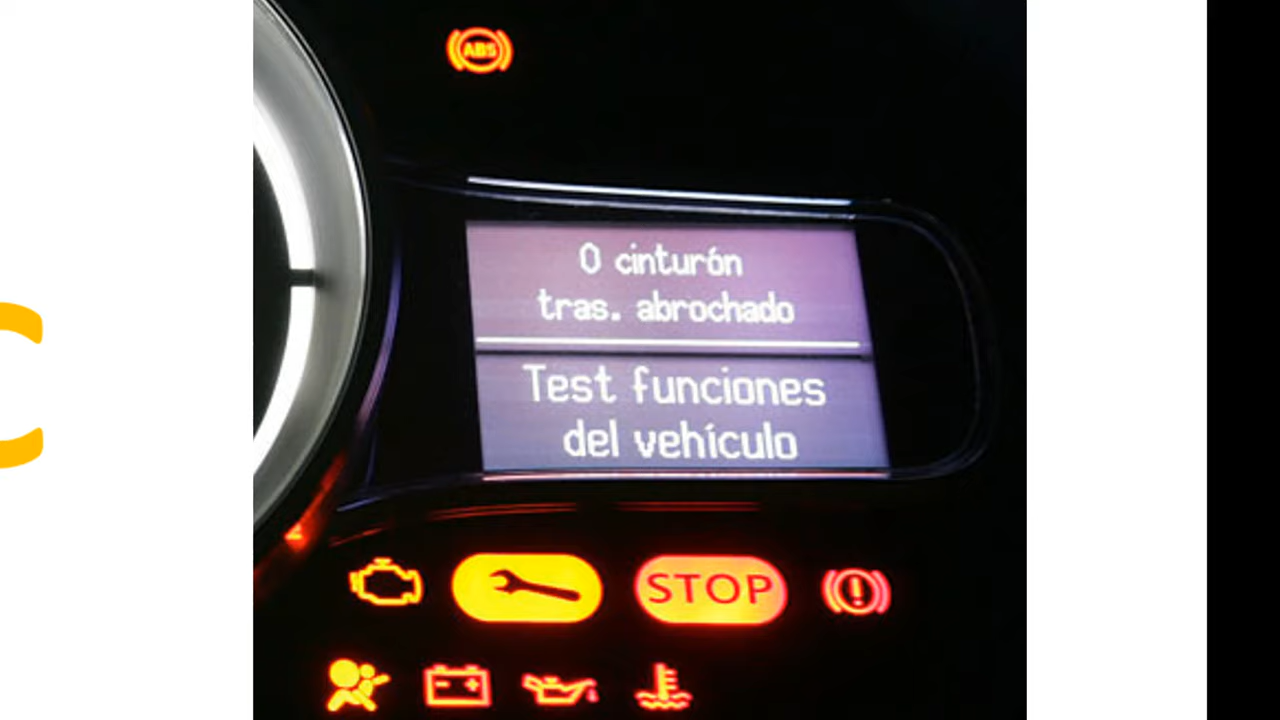 ABS
0 cinturón
tras. abrochado
Test funciones
del vehículo
STOP